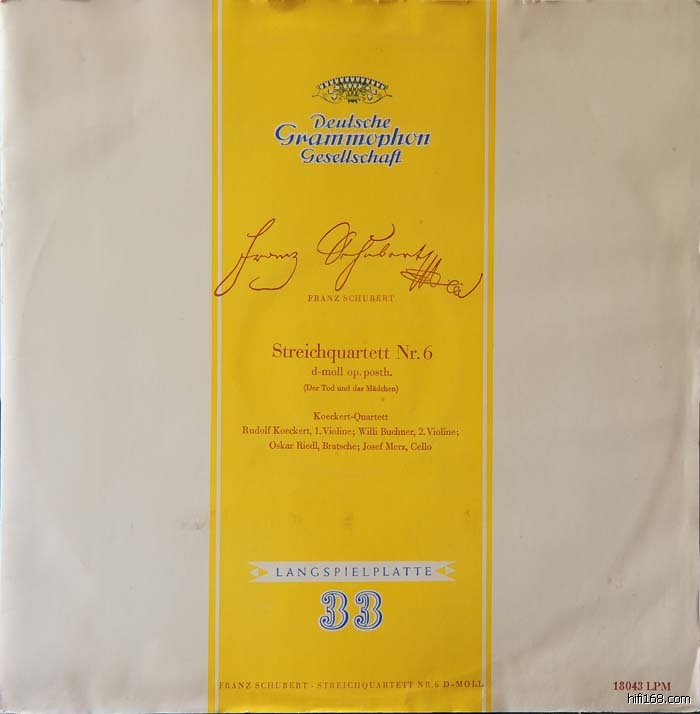 Deutsche
Grammophon
Gesellschaft
Franz Schubert
FRANZ SCHUBERT
Streichquartett Nr. 6
d-moll op. posth.
(Der Tod und das Mädchen)
Koeckert-Quartett
Rudolf Koeckert, 1. Violine; Willi Buchner, 2. Violine;
Oskar Riedl, Bratsche; Josef Merz, Cello
LANGSPIELPLATTE
33
FRANZ SCHUBERT · STREICHQUARTETT NR. 6 D-MOLL
18043 LPM
hifi168.com